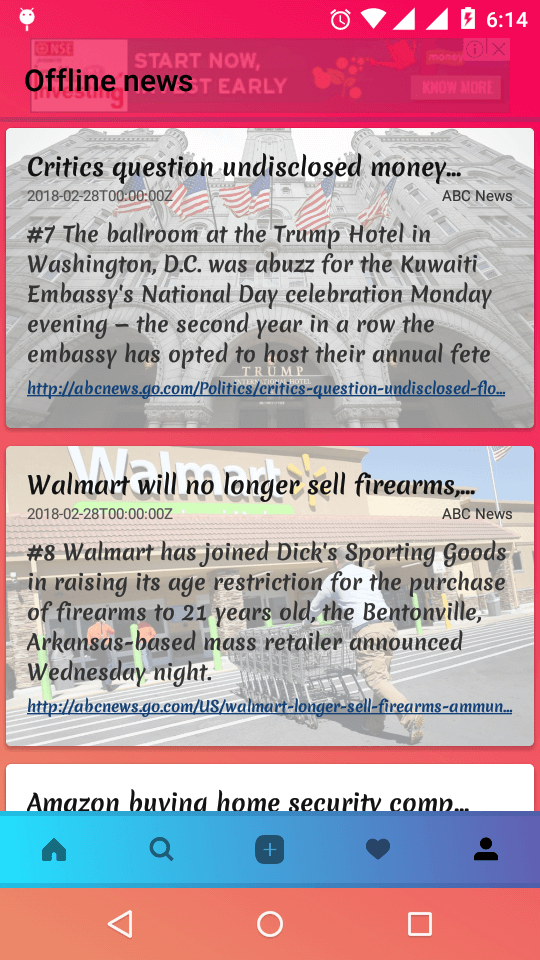 6:14
NSE
START NOW,
INVEST EARLY
investing
money
KNOW MORE
Offline news
Critics question undisclosed money...
2018-02-28T00:00:00Z ABC News
#7 The ballroom at the Trump Hotel in
Washington, D.C. was abuzz for the Kuwaiti
Embassy's National Day celebration Monday
evening — the second year in a row the
embassy has opted to host their annual fete
TRUMP
INTERNATIONAL HOTEL
http://abcnews.go.com/Politics/critics-question-undisclosed-flo...
Walmart
Walmart will no longer sell firearms,...
2018-02-28T00:00:00Z ABC News
#8 Walmart has joined Dick's Sporting Goods
in raising its age restriction for the purchase
of firearms to 21 years old, the Bentonville,
Arkansas-based mass retailer announced
Wednesday night.
http://abcnews.go.com/US/walmart-longer-sell-firearms-ammun...
Amazon buying home security comp...